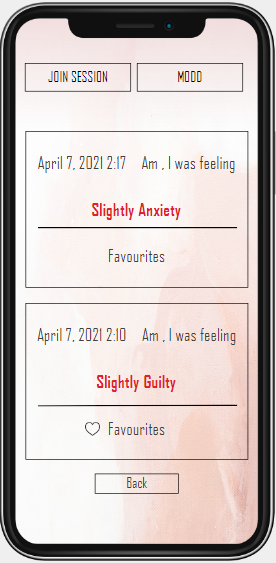 JOIN SESSION MOOD
April 7, 2021 2:17 Am , I was feeling
Slightly Anxiety
Favourites
April 7, 2021 2:10 Am , I was feeling
Slightly Guilty
Favourites
Back